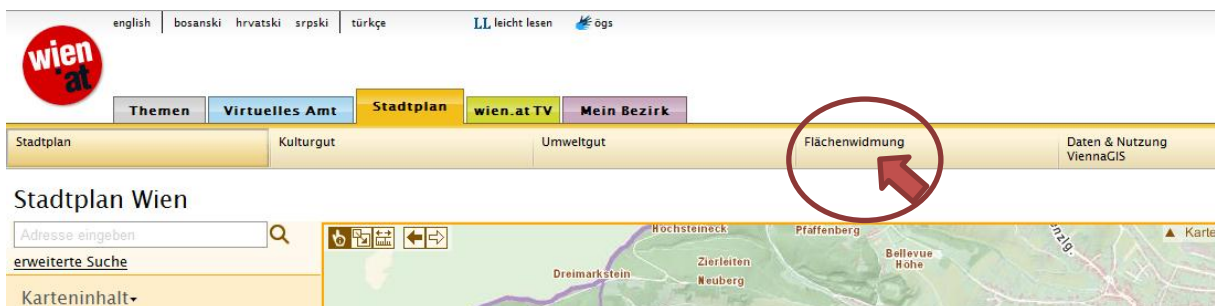 english bosanski hrvatski srpski türkçe LL leicht lesen ögs
wien.at
Themen Virtuelles Amt Stadtplan wien.at TV Mein Bezirk
Stadtplan Kulturgut Umweltgut Flächenwidmung Daten & Nutzung
ViennaGIS
Stadtplan Wien
Adresse eingeben
erweiterte Suche
Karteninhalt
Hochsteineck Pfaffenberg
Bellevue
Höhe
Zierleiten
Dreimarkstein
Neuberg
enzlg.
Karte